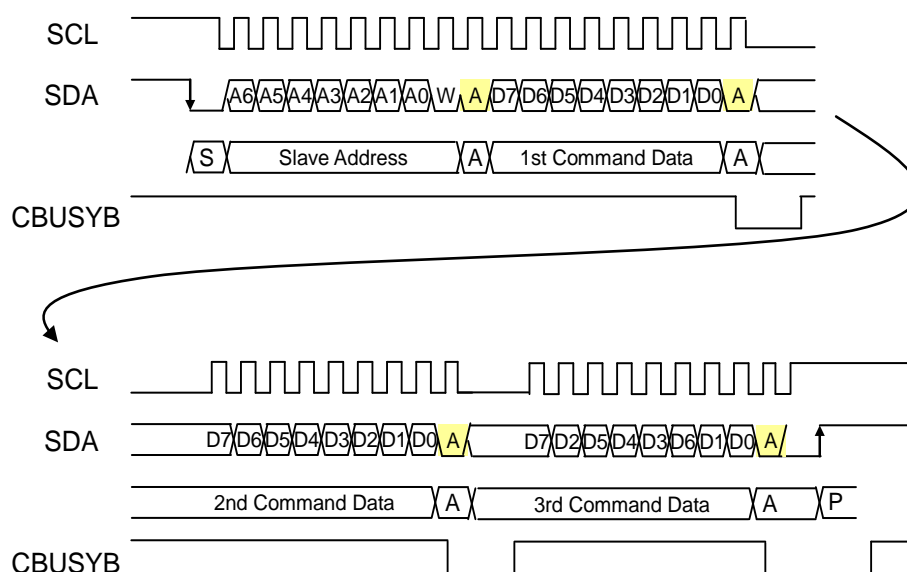 SCL
SDA A6 A5 A4 A3 A2 A1 A0 W A D7 D6 D5 D4 D3 D2 D1 D0 A
S Slave Address A 1st Command Data A
CBUSYB
SCL
SDA D7 D6 D5 D4 D3 D2 D1 D0 A D7 D2 D5 D4 D3 D6 D1 D0 A
2nd Command Data A 3rd Command Data A P
CBUSYB